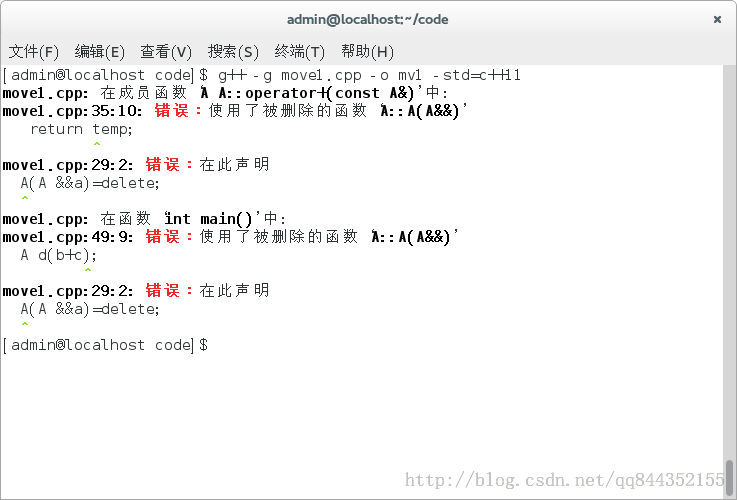 admin@localhost:~/code
文件(F) 编辑(E) 查看(V) 搜索(S) 终端(T) 帮助(H)
[admin@localhost code]$ g++ -g move1.cpp -o mv1 -std=c++11
move1.cpp: 在成员函数 ‘A A::operator+(const A&)’中:
move1.cpp:35:10: 错误：使用了被删除的函数 ‘A::A(A&&)’
return temp;
^
move1.cpp:29:2: 错误：在此声明
A(A &&a)=delete;
^
move1.cpp: 在函数 ‘int main()’中:
move1.cpp:49:9: 错误：使用了被删除的函数 ‘A::A(A&&)’
A d(b+c);
^
move1.cpp:29:2: 错误：在此声明
A(A &&a)=delete;
^
[admin@localhost code]$
http://blog.csdn.net/qq844352155